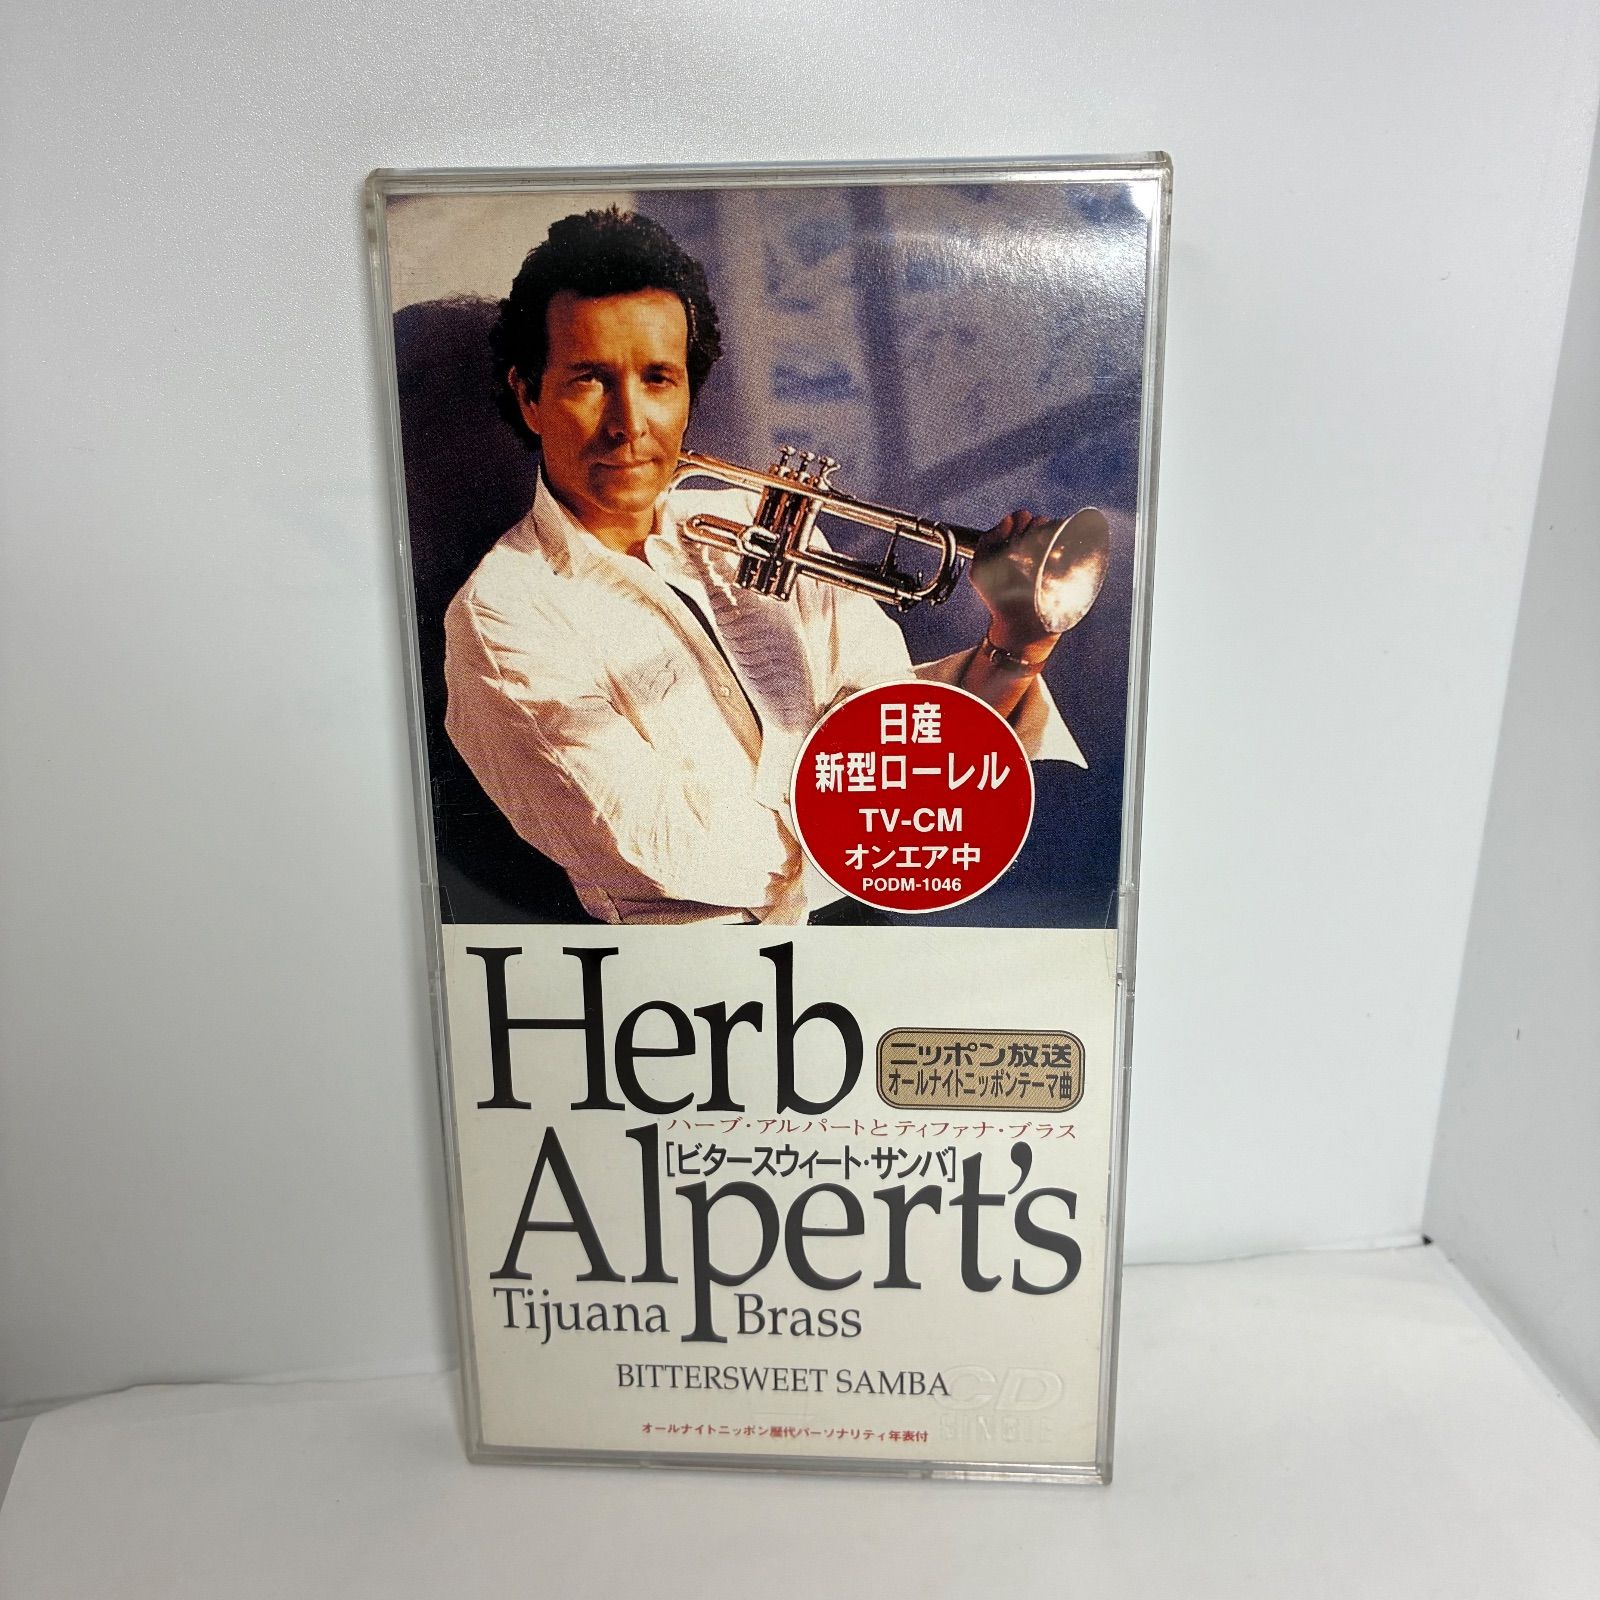 日産
新型ローレル
TV-CM
オンエア中
PODM-1046
Herb
ニッポン放送
オールナイトニッポンテーマ曲
ハーブ・アルパートとティファナ・ブラス
[ビタースウィート・サンバ]
Alpert's
Tijuana Brass
BITTERSWEET SAMBA
CD
SINGLE
オールナイトニッポン歴代パーソナリティ年表付